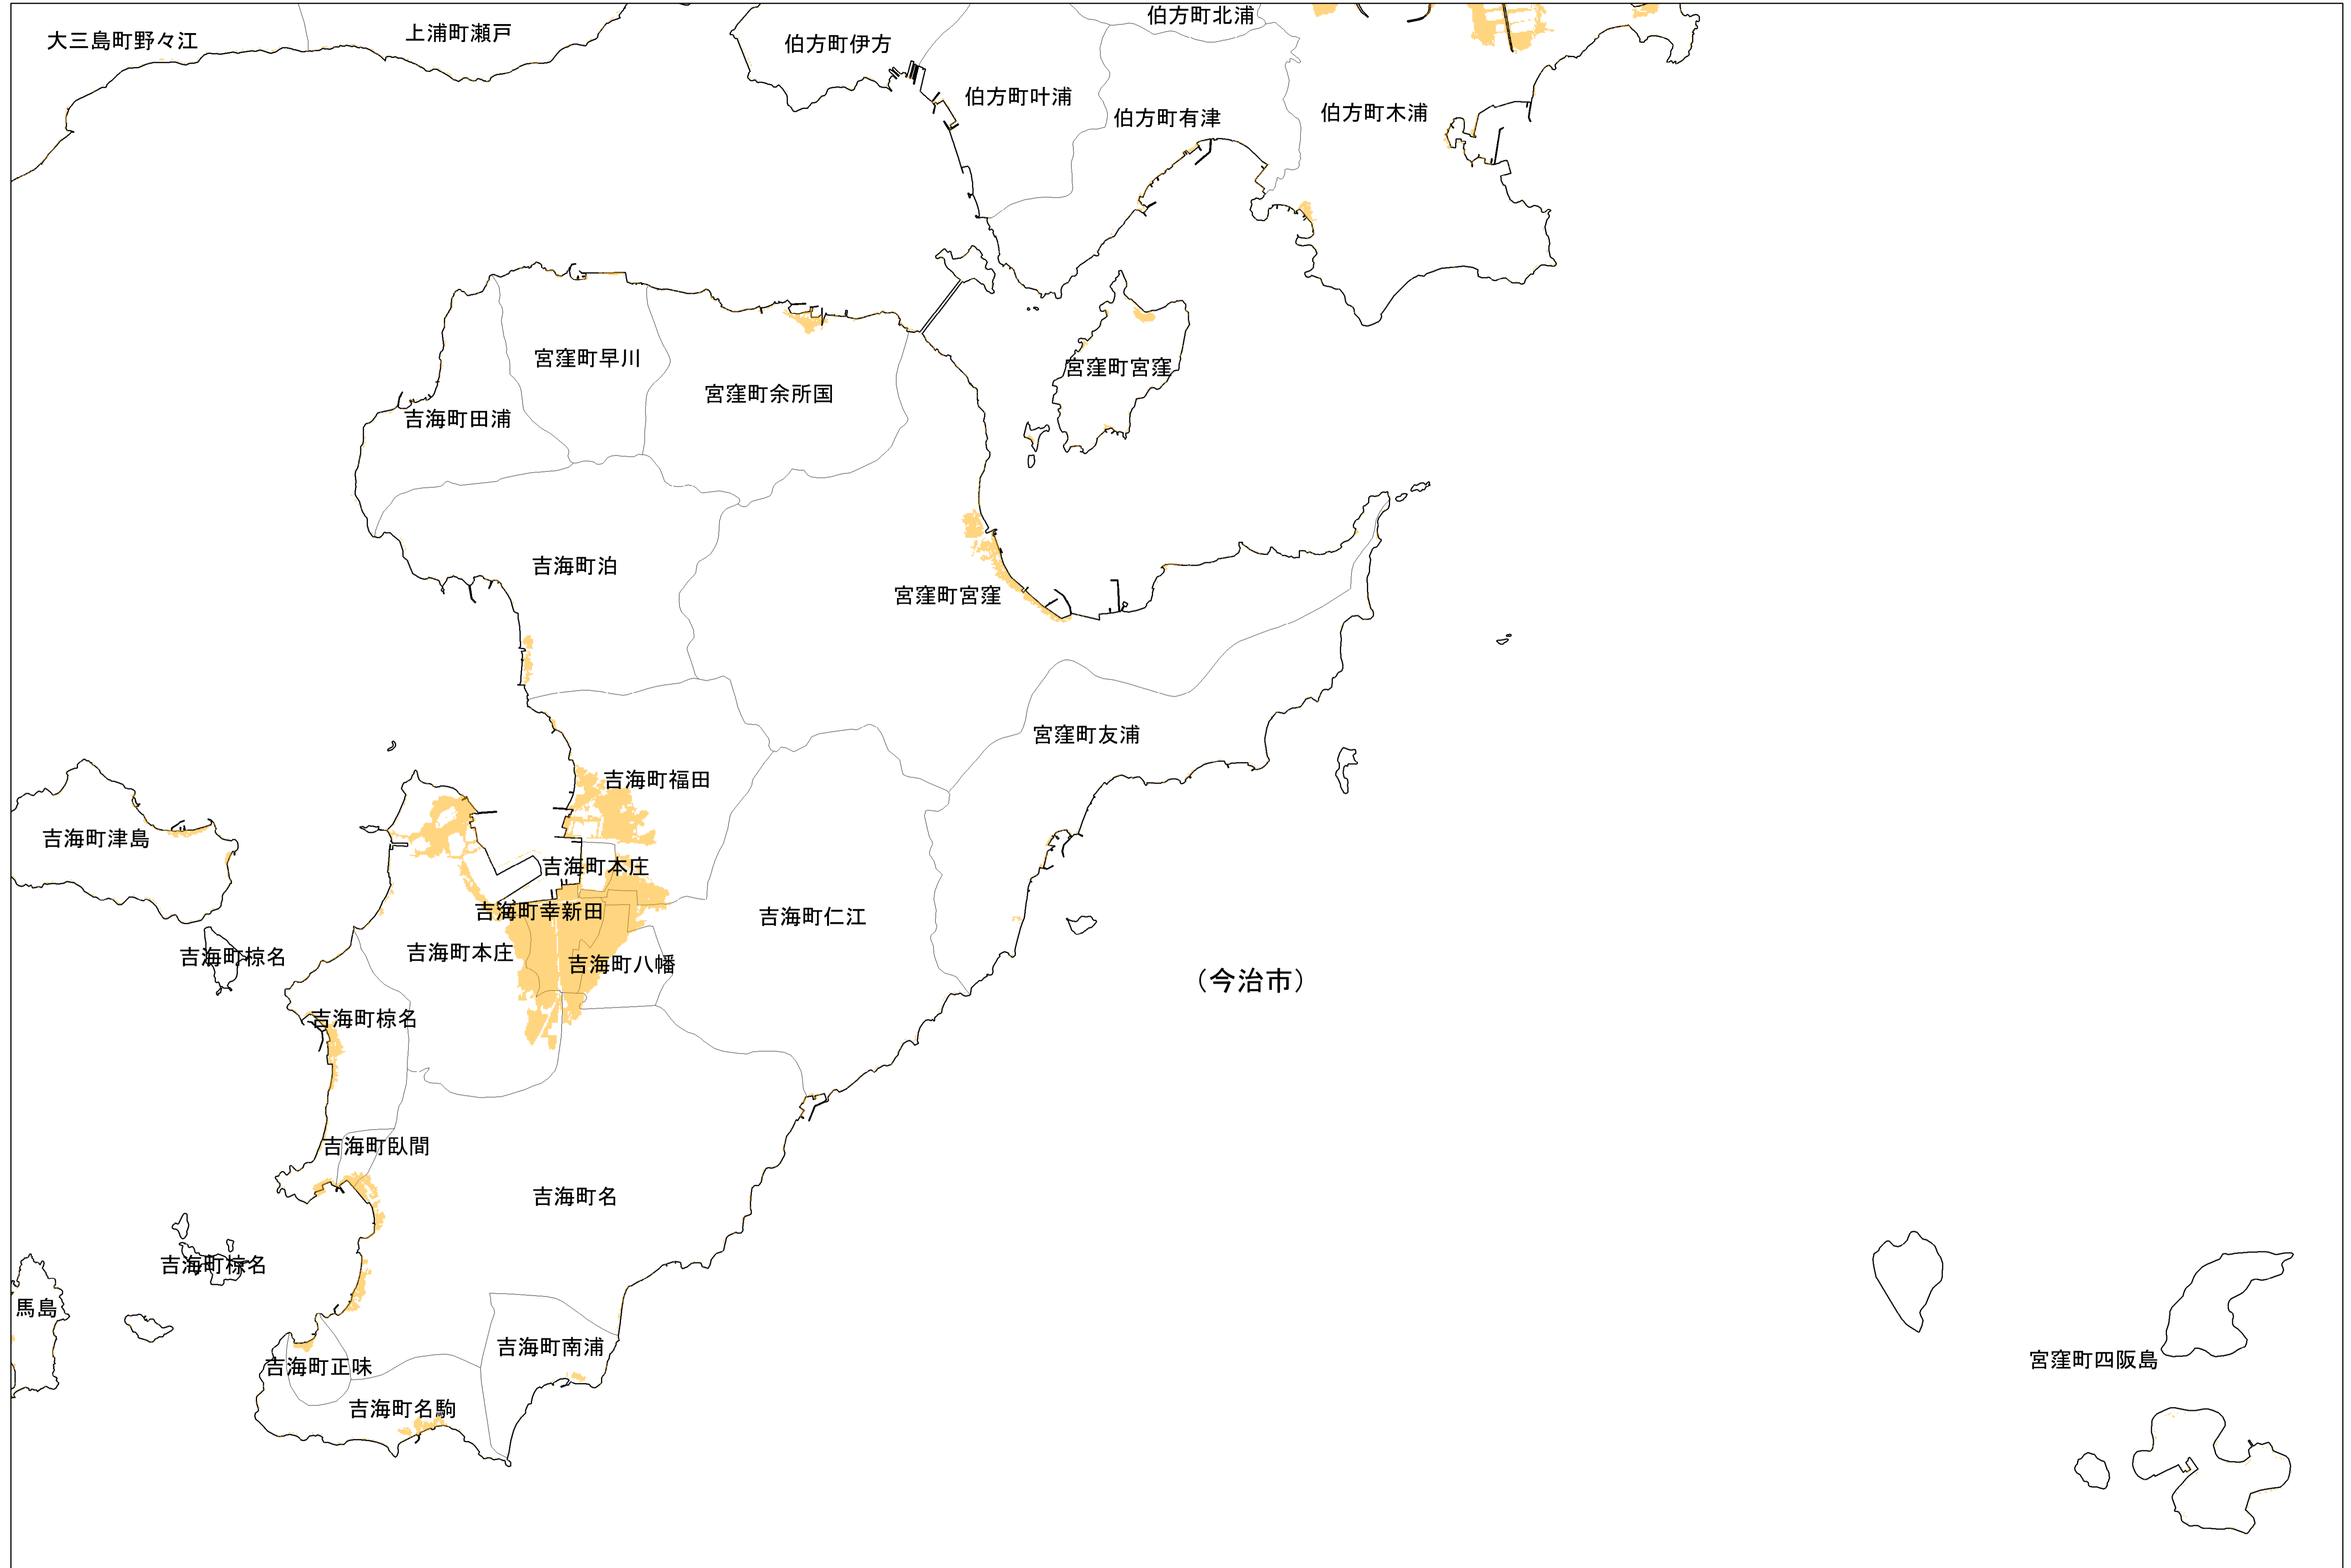 伯方町北浦
上浦町瀬戸
大三島町野々江
伯方町伊方
伯方町叶浦
伯方町木浦
伯方町有津
宮窪町早川
宮窪町宮窪
宮窪町余所国
吉海町田浦
吉海町泊
宮窪町宮窪
宮窪町友浦
吉海町福田
吉海町津島
吉海町本庄
吉海町幸新田
吉海町仁江
吉海町本庄
吉海町椋名
吉海町八幡
（今治市）
吉海町椋名
吉海町臥間
吉海町名
吉海町椋名
馬島
吉海町南浦
宮窪町四阪島
吉海町正味
吉海町名駒